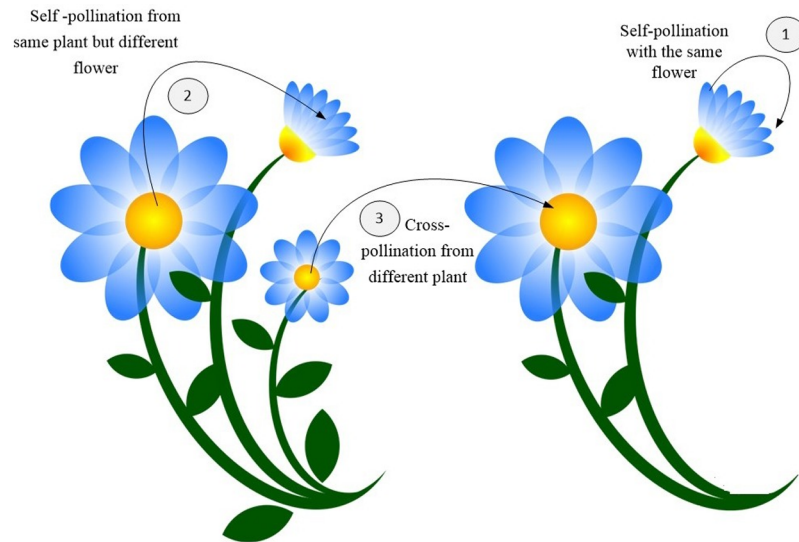 Self -pollination from
same plant but different
flower
2
Self-pollination
with the same
flower
1
3
Cross-
pollination from
different plant